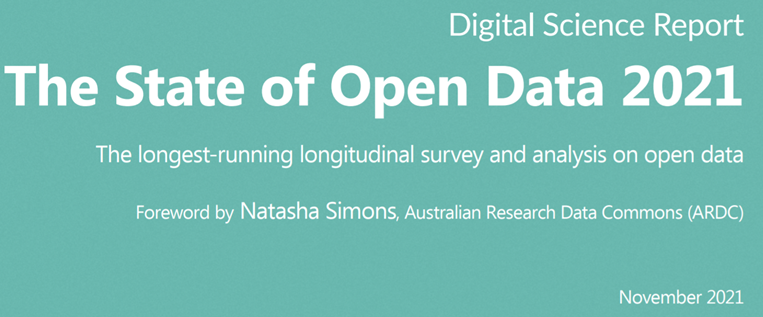 Digital Science Report
The State of Open Data 2021
The longest-running longitudinal survey and analysis on open data
Foreword by Natasha Simons, Australian Research Data Commons (ARDC)
November 2021